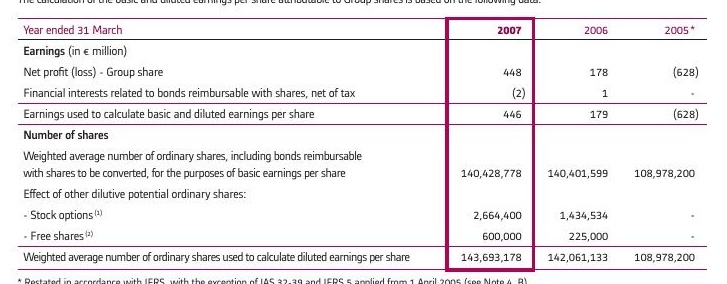 The calculation of the basic and diluted earnings per share attributable to Group shares is based on the following data:
Year ended 31 March 2007 2006 2005*
Earnings (in € million)
Net profit (loss) - Group share 448 178 (628)
Financial interests related to bonds reimbursable with shares, net of tax (2) 1 -
Earnings used to calculate basic and diluted earnings per share 446 179 (628)
Number of shares
Weighted average number of ordinary shares, including bonds reimbursable
with shares to be converted, for the purposes of basic earnings per share 140,428,778 140,401,599 108,978,200
Effect of other dilutive potential ordinary shares:
- Stock options (1) 2,664,400 1,434,534 -
- Free shares (2) 600,000 225,000 -
Weighted average number of ordinary shares used to calculate diluted earnings per share 143,693,178 142,061,133 108,978,200
* Restated in accordance with IFRS, with the exception of IAS 32-39 and IFRS 5 applied from 1 April 2005 (see Note 4. B)